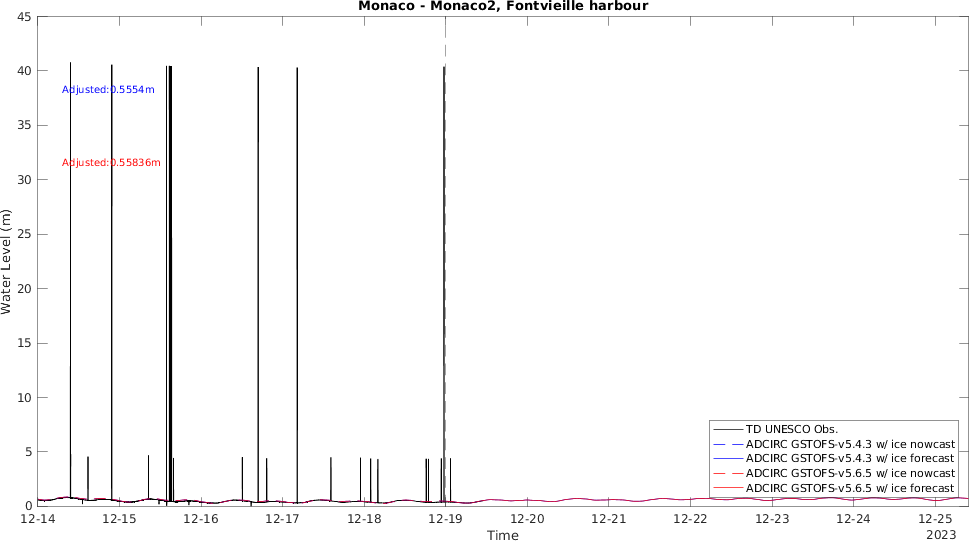 Monaco - Monaco2, Fontvieille harbour
45
40
35
30
25
20
15
10
5
0
Water Level (m)
Adjusted:0.5554m
Adjusted:0.55836m
TD UNESCO Obs.
ADCIRC GSTOFS-v5.4.3 w/ ice nowcast
ADCIRC GSTOFS-v5.4.3 w/ ice forecast
ADCIRC GSTOFS-v5.6.5 w/ ice nowcast
ADCIRC GSTOFS-v5.6.5 w/ ice forecast
12-14 12-15 12-16 12-17 12-18 12-19 12-20 12-21 12-22 12-23 12-24 12-25
2023
Time